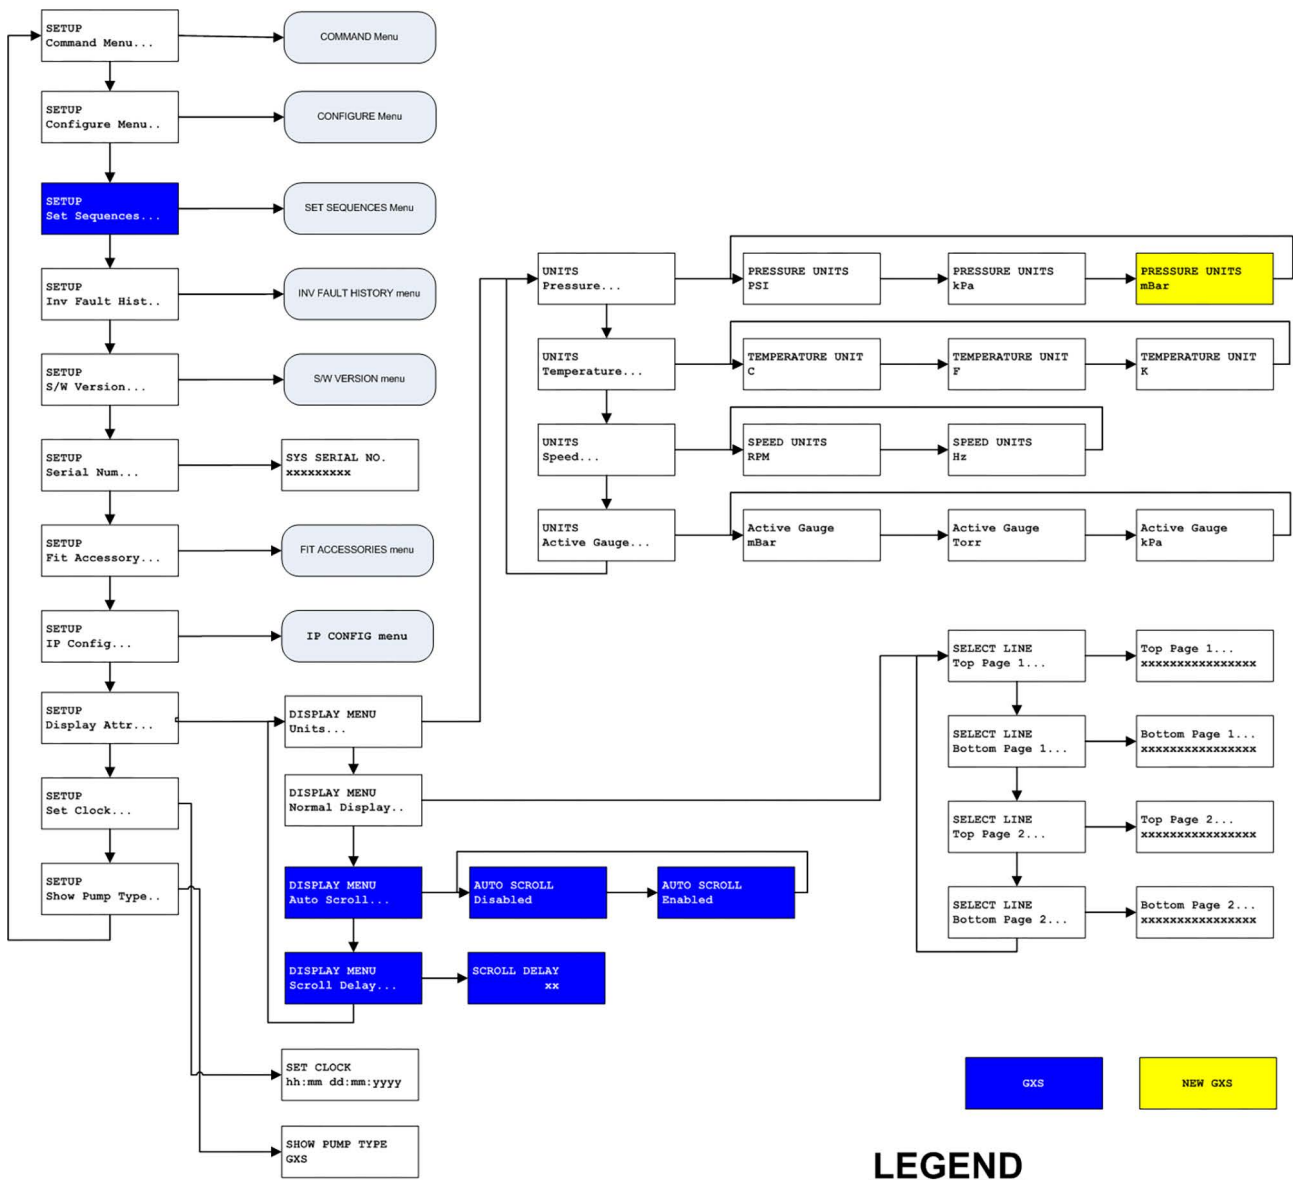 SETUP
Command Menu...
COMMAND Menu
SETUP
Configure Menu..
CONFIGURE Menu
SETUP
Set Sequences...
SET SEQUENCES Menu
SETUP
Inv Fault Hist..
INV FAULT HISTORY menu
SETUP
S/W Version...
S/W VERSION menu
SETUP
Serial Num...
SYS SERIAL NO.
xxxxxxxxx
SETUP
Fit Accessory...
FIT ACCESSORIES menu
SETUP
IP Config...
IP CONFIG menu
SETUP
Display Attr...
SETUP
Set Clock...
SETUP
Show Pump Type..
DISPLAY MENU
Units...
DISPLAY MENU
Normal Display..
DISPLAY MENU
Auto Scroll...
AUTO SCROLL
Disabled
AUTO SCROLL
Enabled
DISPLAY MENU
Scroll Delay...
SCROLL DELAY
xx
SET CLOCK
hh:mm dd:mm:yyyy
SHOW PUMP TYPE
GXS
UNITS
Pressure...
PRESSURE UNITS
PSI
PRESSURE UNITS
kPa
PRESSURE UNITS
mBar
UNITS
Temperature...
TEMPERATURE UNIT
C
TEMPERATURE UNIT
F
TEMPERATURE UNIT
K
UNITS
Speed...
SPEED UNITS
RPM
SPEED UNITS
Hz
UNITS
Active Gauge...
Active Gauge
mBar
Active Gauge
Torr
Active Gauge
kPa
SELECT LINE
Top Page 1...
Top Page 1...
xxxxxxxxxxxxxxxx
SELECT LINE
Bottom Page 1...
Bottom Page 1...
xxxxxxxxxxxxxxxx
SELECT LINE
Top Page 2...
Top Page 2...
xxxxxxxxxxxxxxxx
SELECT LINE
Bottom Page 2...
Bottom Page 2...
xxxxxxxxxxxxxxxx
GXS
NEW GXS
LEGEND